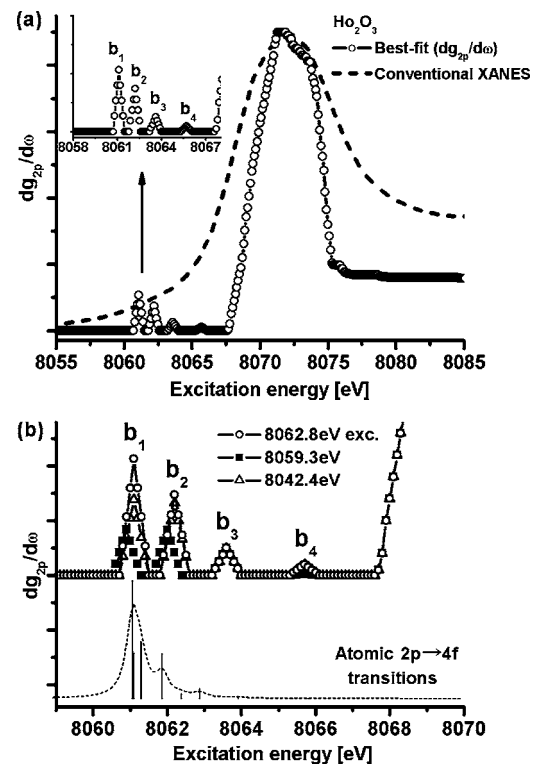 (a)
Ho₂O₃
Best-fit (dg₂ₚ/dω)
Conventional XANES
b₁
b₂
b₃
b₄
8058 8061 8064 8067
dg₂ₚ/dω
8055 8060 8065 8070 8075 8080 8085
Excitation energy [eV]
(b)
8062.8eV exc.
8059.3eV
8042.4eV
b₁
b₂
b₃
b₄
dg₂ₚ/dω
Atomic 2p→4f
transitions
8060 8062 8064 8066 8068 8070
Excitation energy [eV]